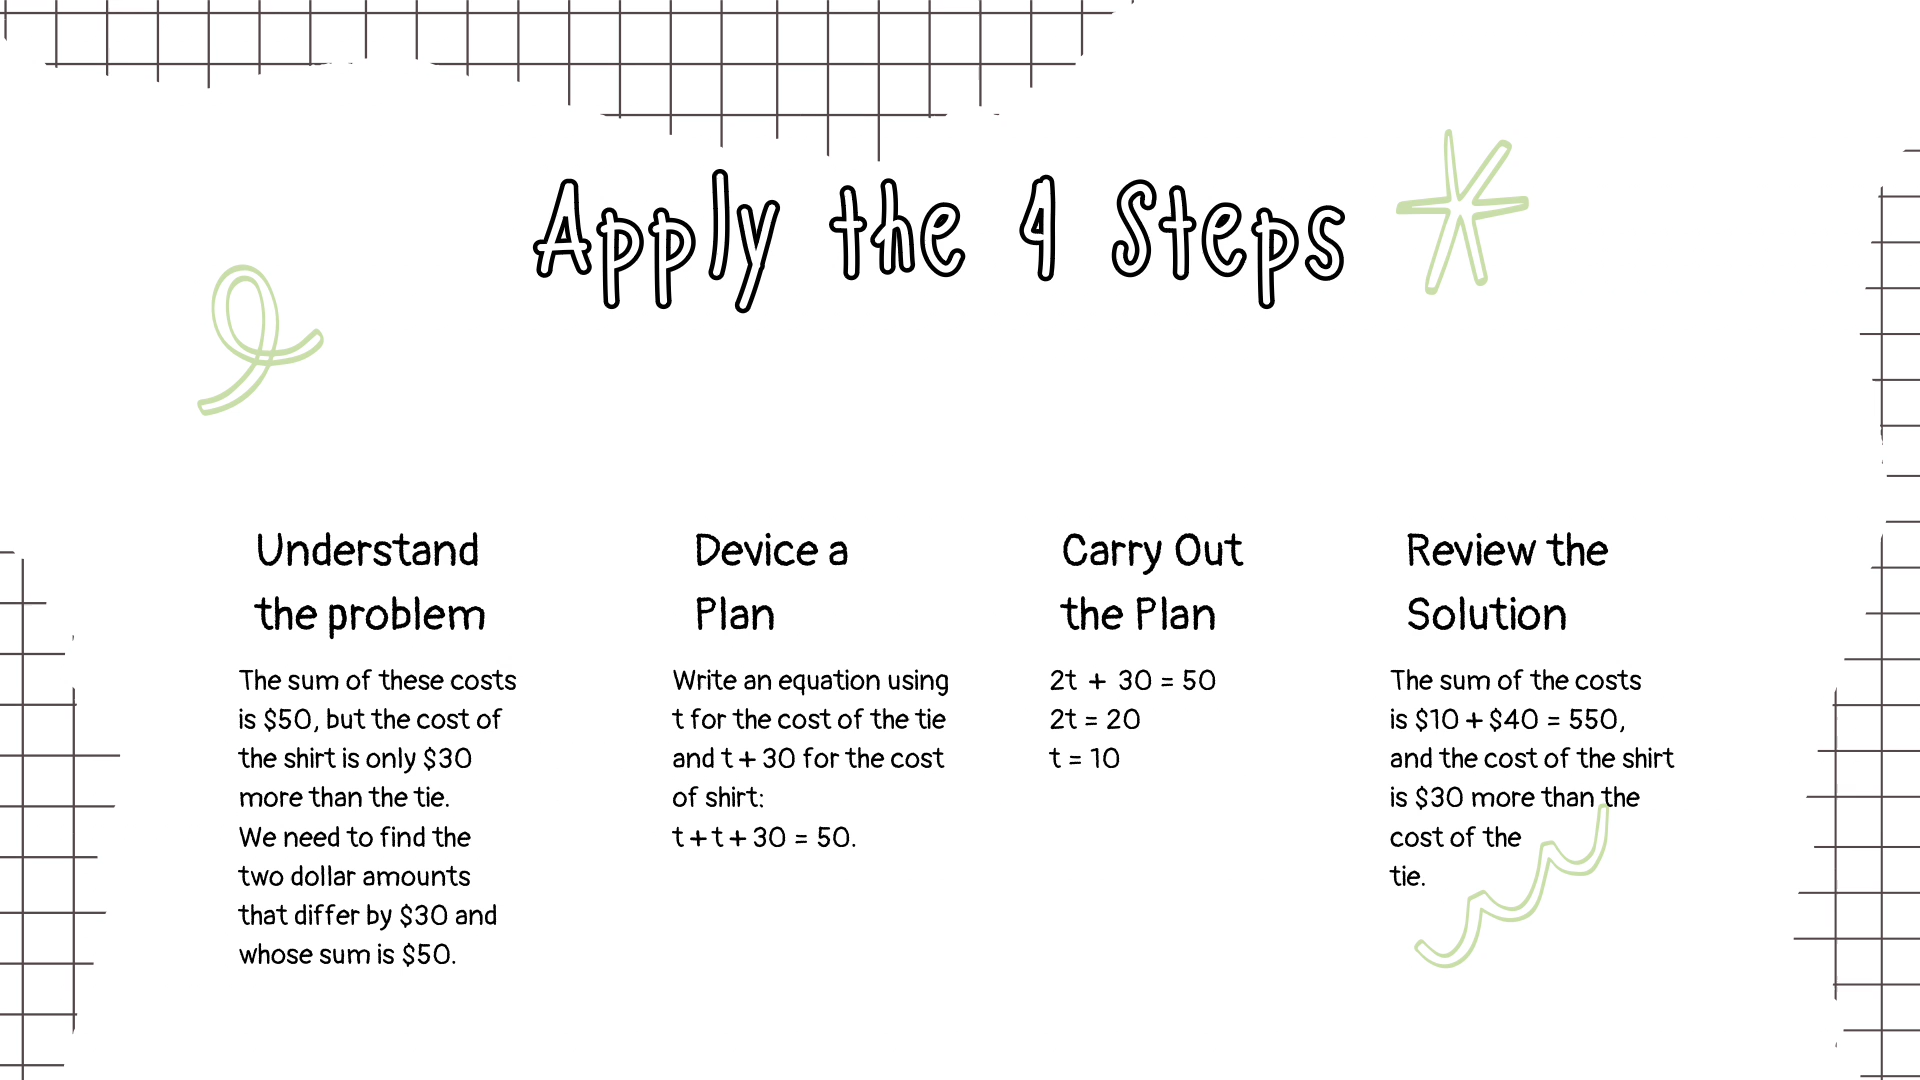 Apply the 4 Steps
Understand
the problem
The sum of these costs
is $50, but the cost of
the shirt is only $30
more than the tie.
We need to find the
two dollar amounts
that differ by $30 and
whose sum is $50.
Device a
Plan
Write an equation using
t for the cost of the tie
and t + 30 for the cost
of shirt:
t + t + 30 = 50.
Carry Out
the Plan
2t + 30 = 50
2t = 20
t = 10
Review the
Solution
The sum of the costs
is $10 + $40 = 550,
and the cost of the shirt
is $30 more than the
cost of the
tie.